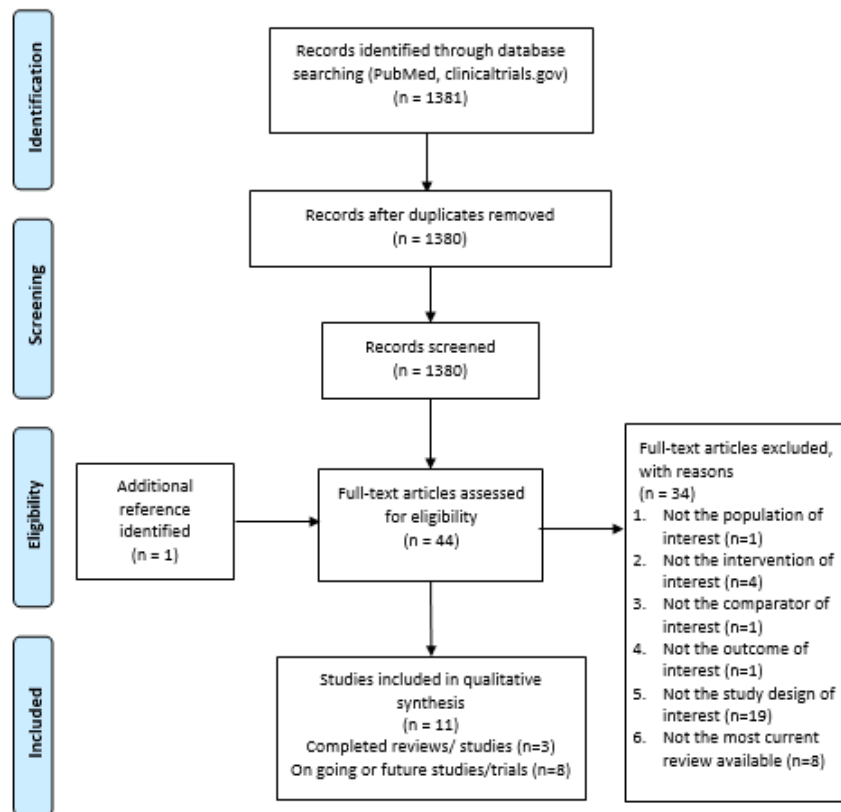 Identification
Records identified through database
searching (PubMed, clinicaltrials.gov)
(n = 1381)
Records after duplicates removed
(n = 1380)
Screening
Records screened
(n = 1380)
Eligibility
Additional
reference
identified
(n = 1)
Full-text articles assessed
for eligibility
(n = 44)
Full-text articles excluded,
with reasons
(n = 34)
1. Not the population of
interest (n=1)
2. Not the intervention of
interest (n=4)
3. Not the comparator of
interest (n=1)
4. Not the outcome of
interest (n=1)
5. Not the study design of
interest (n=19)
6. Not the most current
review available (n=8)
Included
Studies included in qualitative
synthesis
(n = 11)
Completed reviews/ studies (n=3)
On going or future studies/trials (n=8)